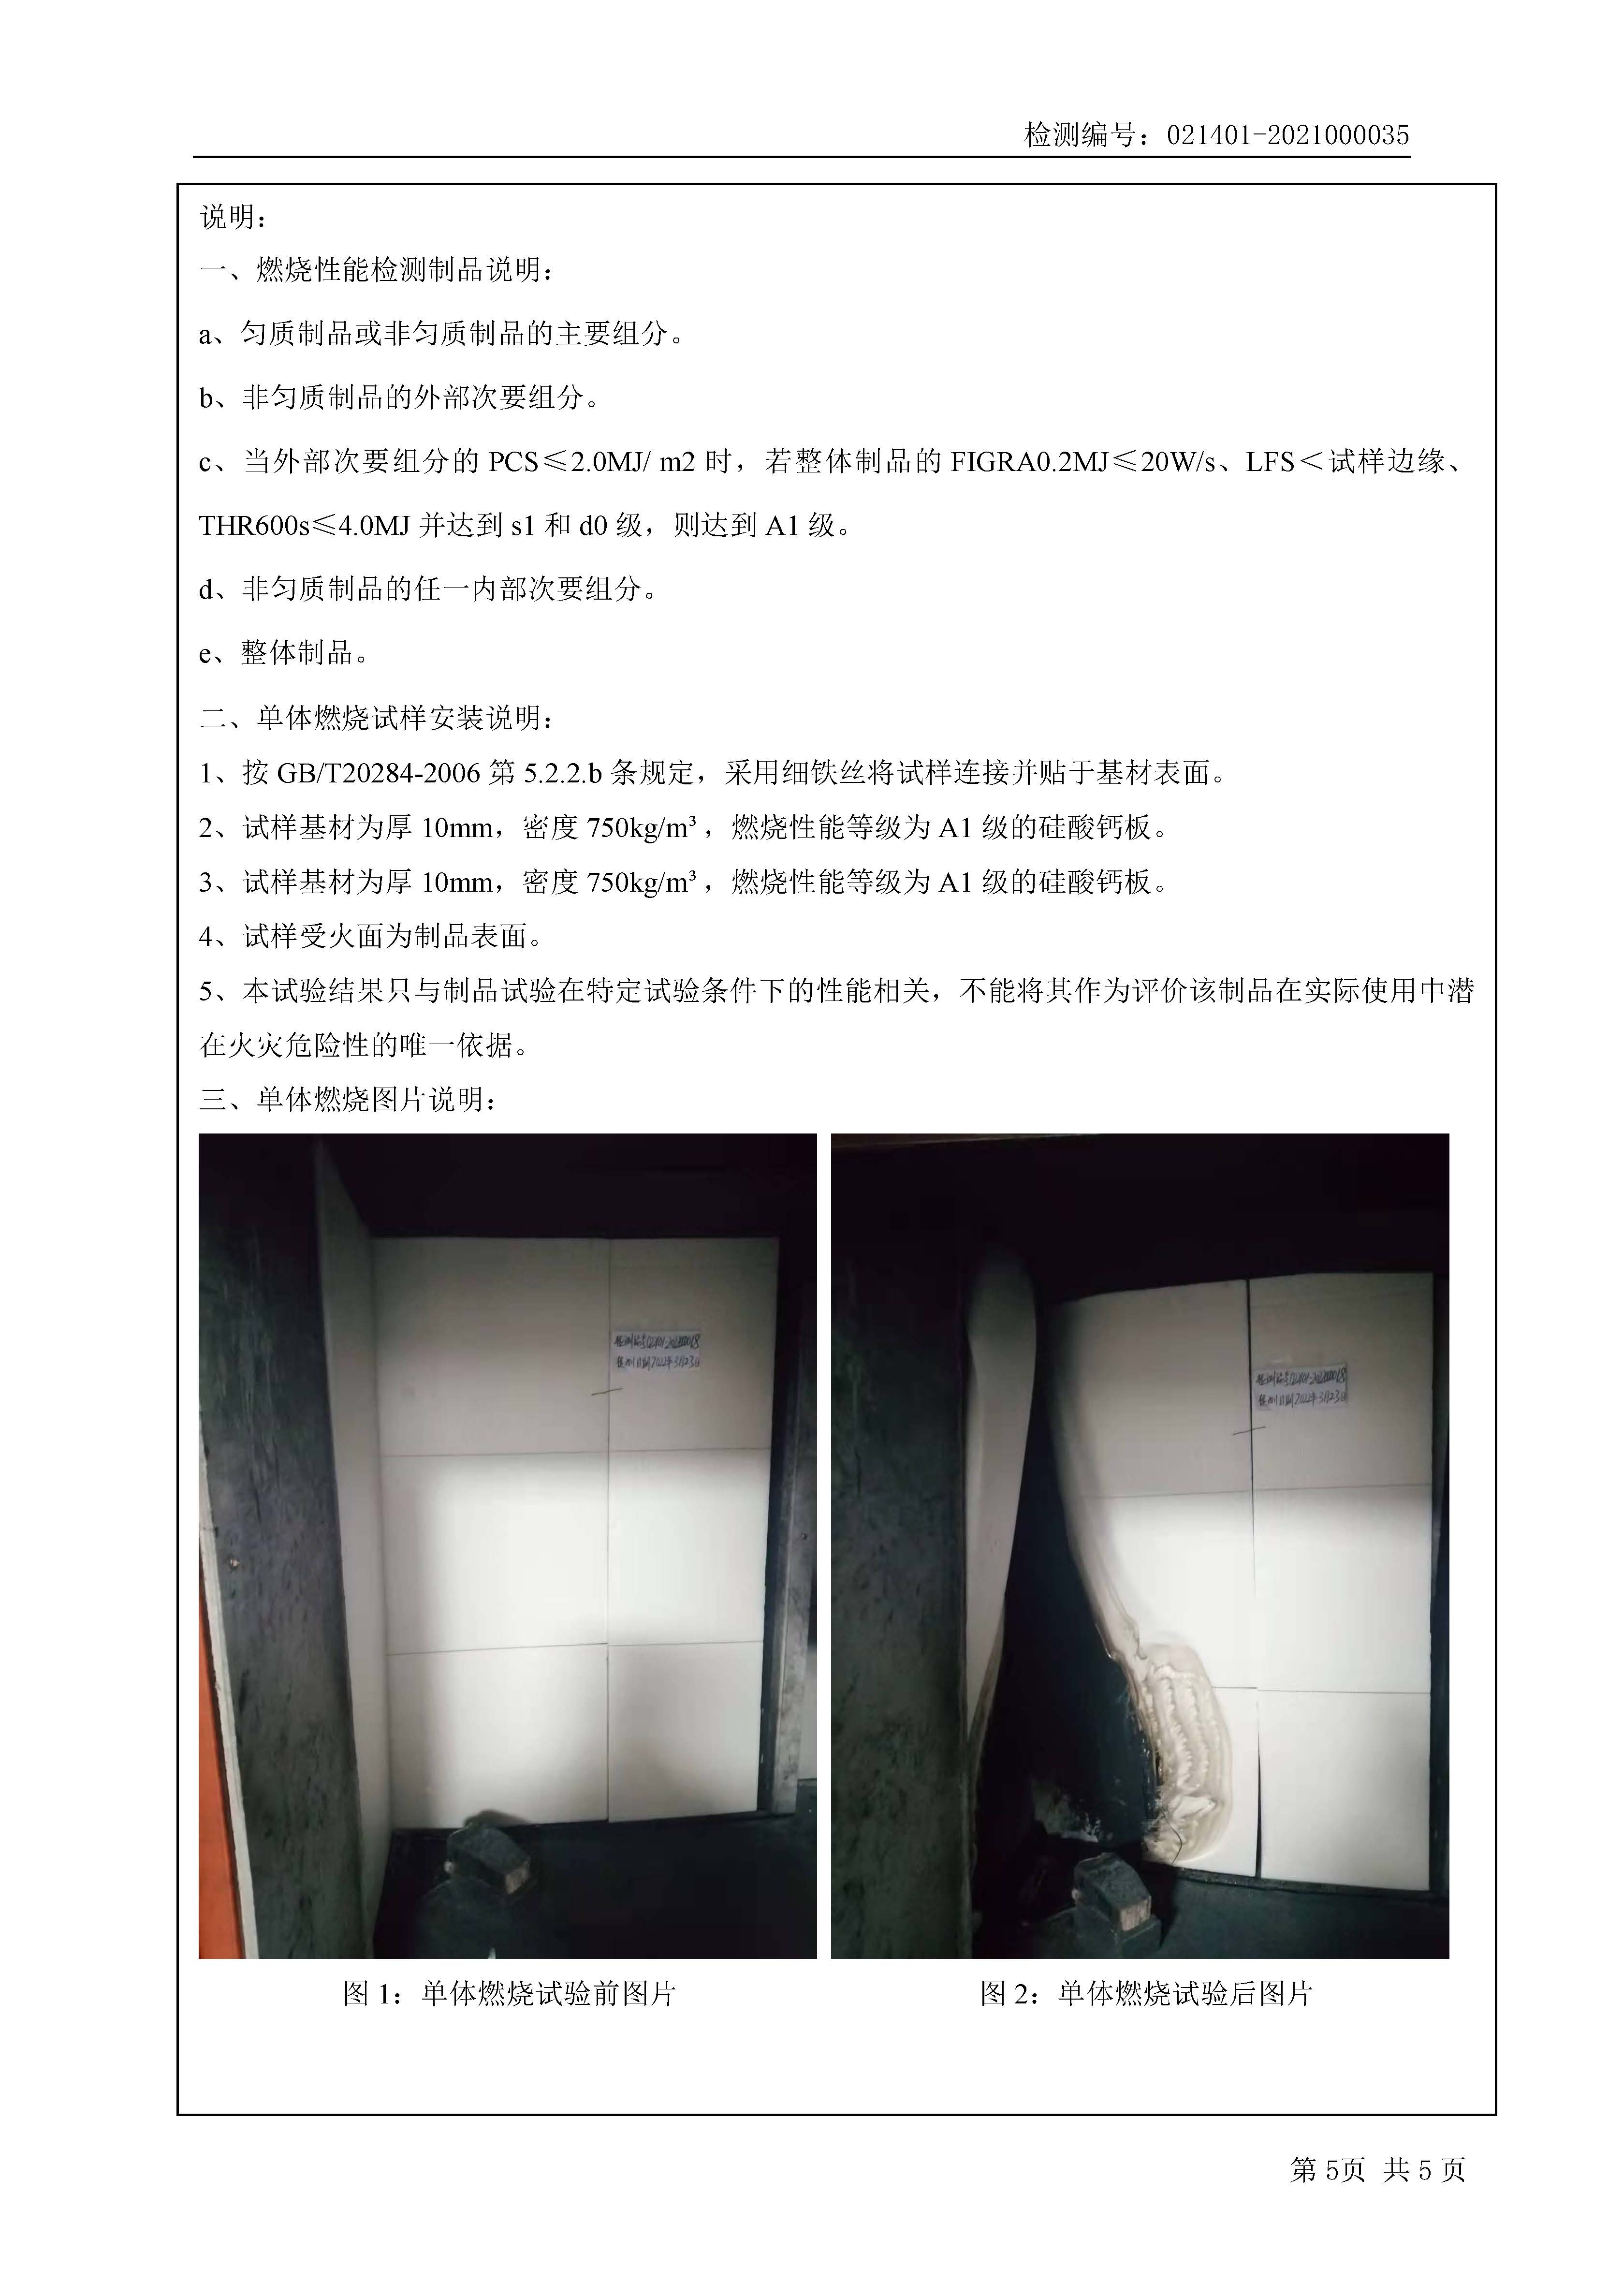 检测编号：021401-2021000035
说明：
一、燃烧性能检测制品说明：
a、匀质制品或非匀质制品的主要组分。
b、非匀质制品的外部次要组分。
c、当外部次要组分的 PCS≤2.0MJ/ m2 时，若整体制品的 FIGRA0.2MJ≤20W/s、LFS＜试样边缘、
THR600s≤4.0MJ 并达到 s1 和 d0 级，则达到 A1 级。
d、非匀质制品的任一内部次要组分。
e、整体制品。
二、单体燃烧试样安装说明：
1、按 GB/T20284-2006 第 5.2.2.b 条规定，采用细铁丝将试样连接并贴于基材表面。
2、试样基材为厚 10mm，密度 750kg/m³，燃烧性能等级为 A1 级的硅酸钙板。
3、试样基材为厚 10mm，密度 750kg/m³，燃烧性能等级为 A1 级的硅酸钙板。
4、试样受火面为制品表面。
5、本试验结果只与制品试验在特定试验条件下的性能相关，不能将其作为评价该制品在实际使用中潜
在火灾危险性的唯一依据。
三、单体燃烧图片说明：
图 1：单体燃烧试验前图片
图 2：单体燃烧试验后图片
第 5页 共 5 页